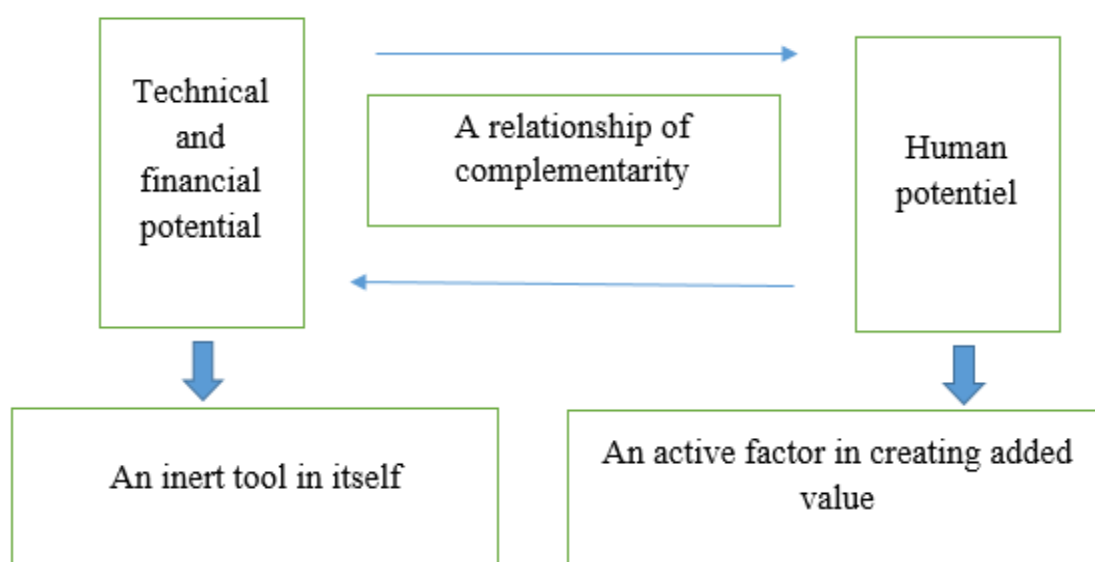 Technical
and
financial
potential
A relationship of
complementarity
Human
potentiel
An inert tool in itself
An active factor in creating added
value